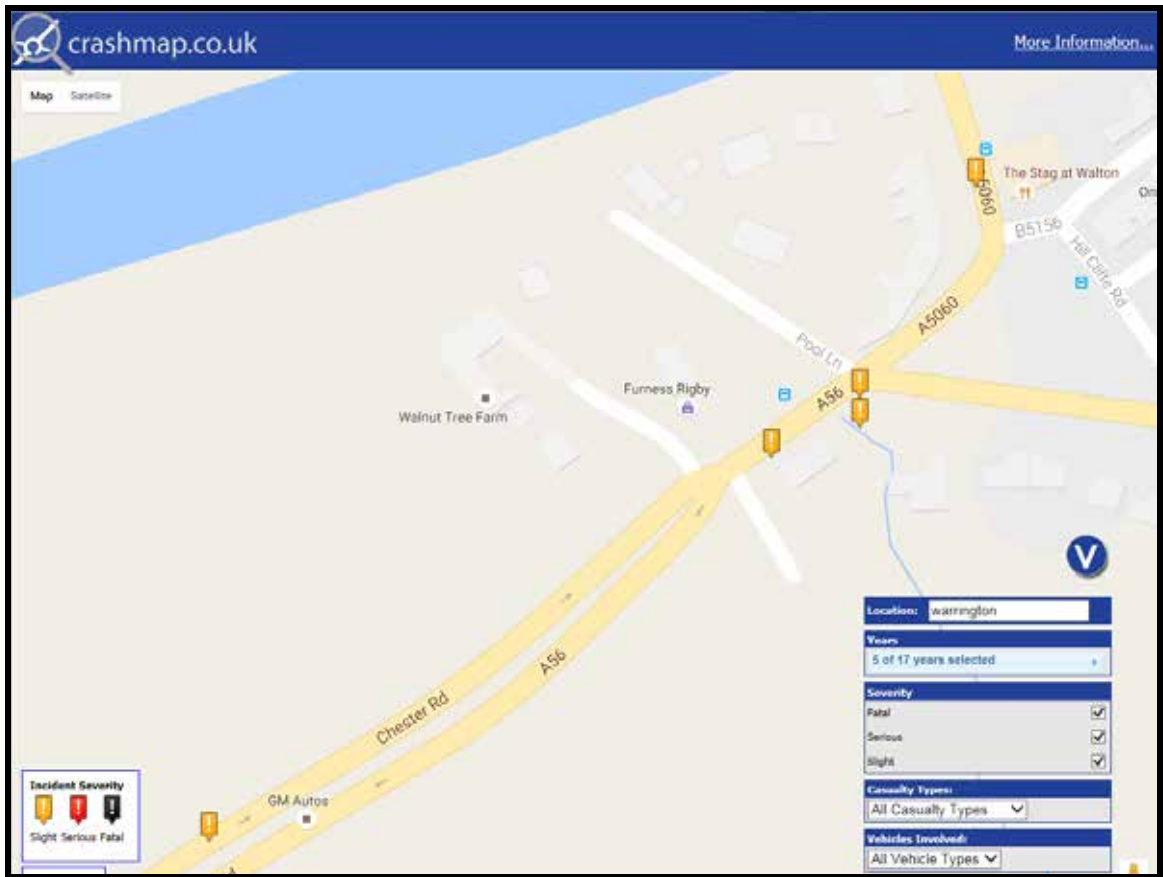 crashmap.co.uk
More Information...
Map Satellite
The Stag at Walton
A5060
B5156
Hill Cliffe Rd
A5060
Pool Ln
Furness Rigby
A56
Walnut Tree Farm
A56
Chester Rd
GM Autos
V
Location: warrington
Years
5 of 17 years selected
Severity
Fatal
Serious
Slight
Casualty Types:
All Casualty Types
Vehicles Involved:
All Vehicle Types
Incident Severity
Slight Serious Fatal